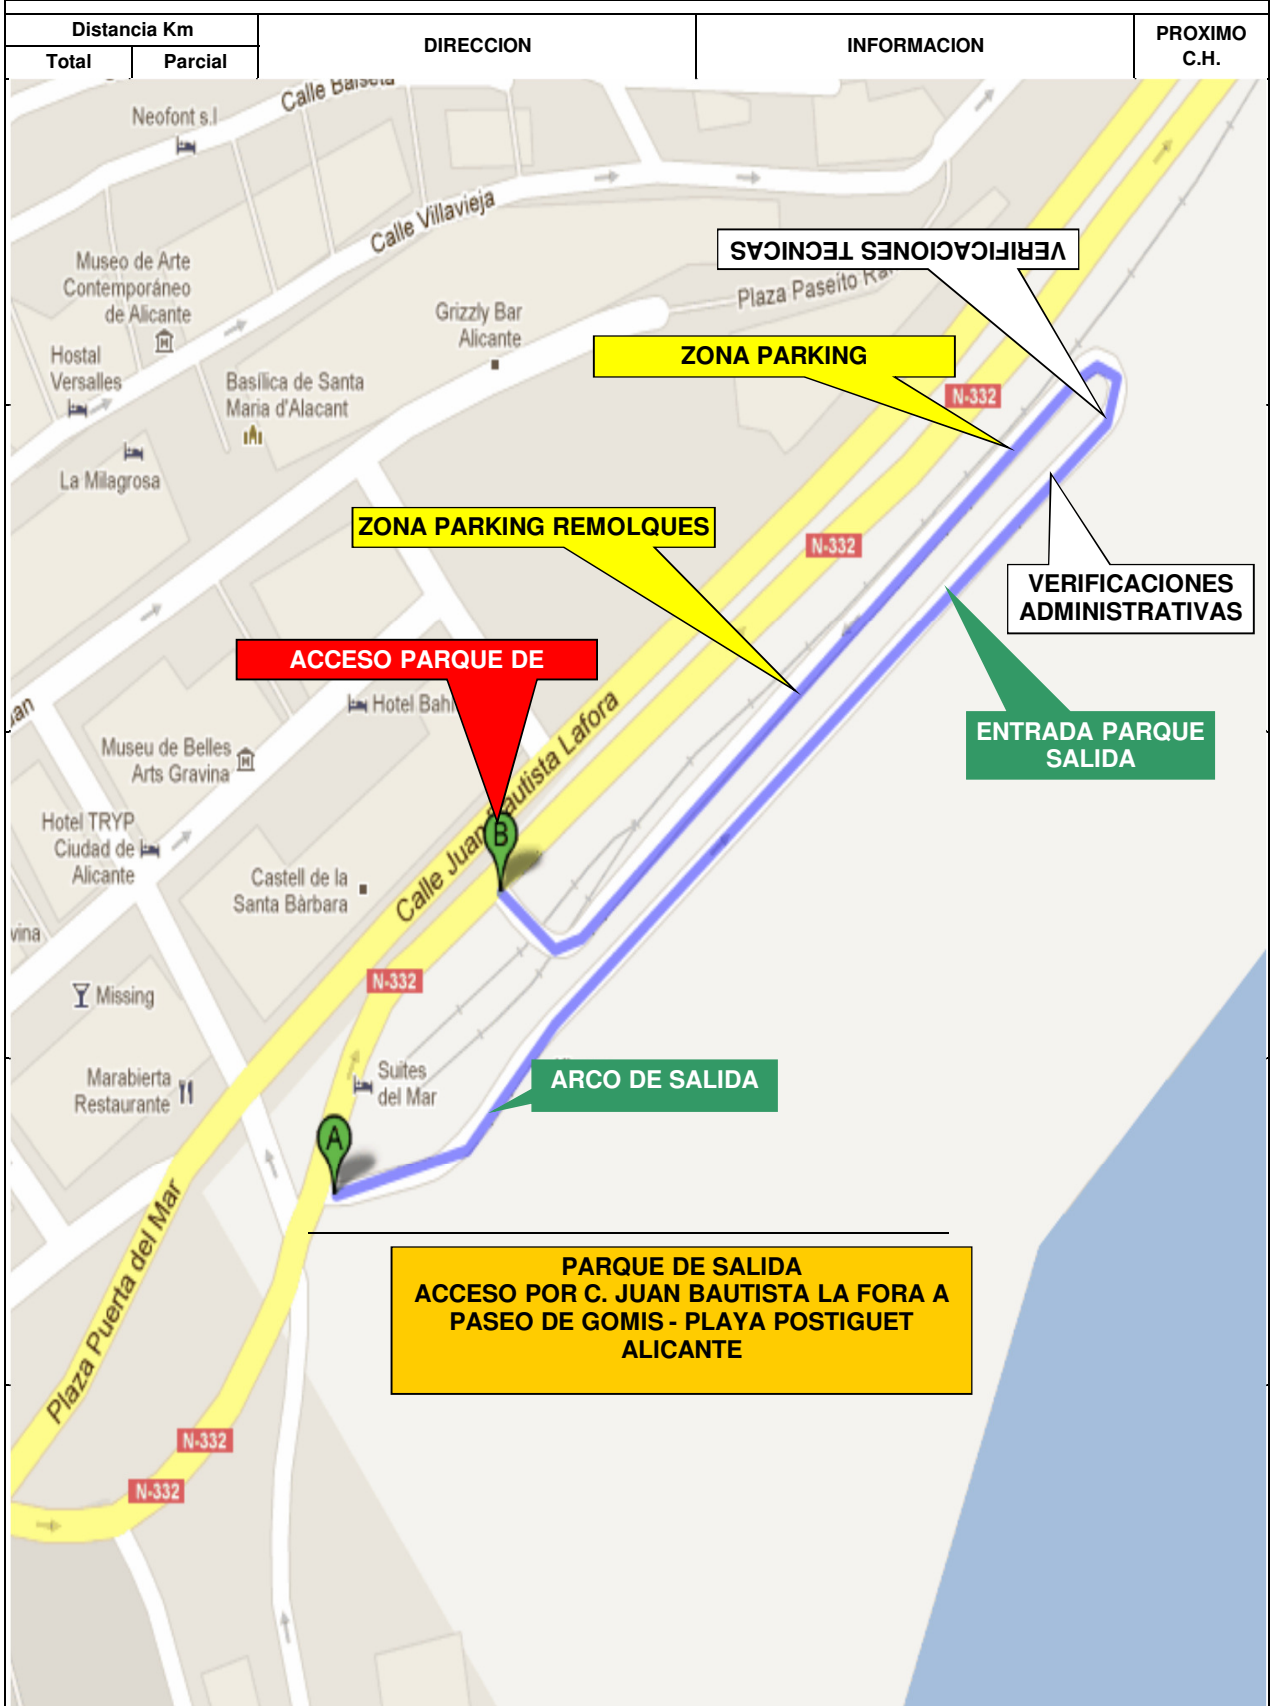 Distancia Km
Total
Parcial
DIRECCION
INFORMACION
PROXIMO
C.H.
Calle Balseta
Neofont s.l
Calle Villavieja
VERIFICACIONES TECNICAS
Museo de Arte
Contemporáneo
de Alicante
Plaza Paseíto
Grizzly Bar
Alicante
ZONA PARKING
Hostal
Versalles
Basílica de Santa
Maria d'Alacant
N-332
La Milagrosa
ZONA PARKING REMOLQUES
N-332
VERIFICACIONES
ADMINISTRATIVAS
ACCESO PARQUE DE
Hotel Bahi
ENTRADA PARQUE
SALIDA
Museu de Belles
Arts Gravina
Calle Juan Bautista Lafora
Hotel TRYP
Ciudad de
Alicante
B
Castell de la
Santa Bàrbara
vina
N-332
Missing
Suites
del Mar
ARCO DE SALIDA
Marabierta
Restaurante
A
Plaza Puerta del Mar
PARQUE DE SALIDA
ACCESO POR C. JUAN BAUTISTA LA FORA A
PASEO DE GOMIS - PLAYA POSTIGUET
ALICANTE
N-332
N-332